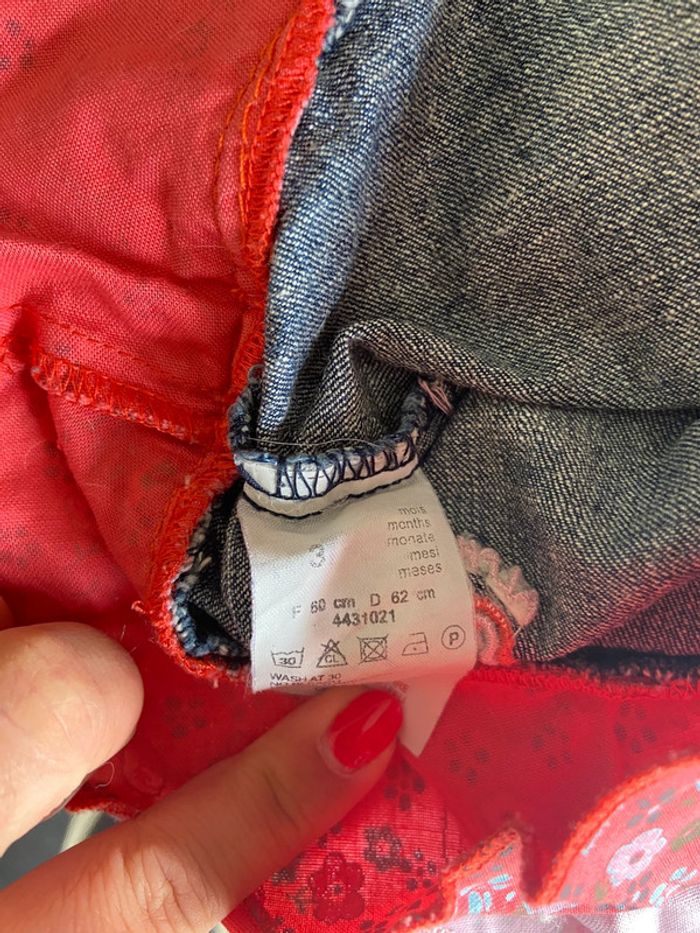 mois
months
3 monate
mesi
meses
F 60 cm D 62 cm
4431021
30 CL P
WASH AT 30